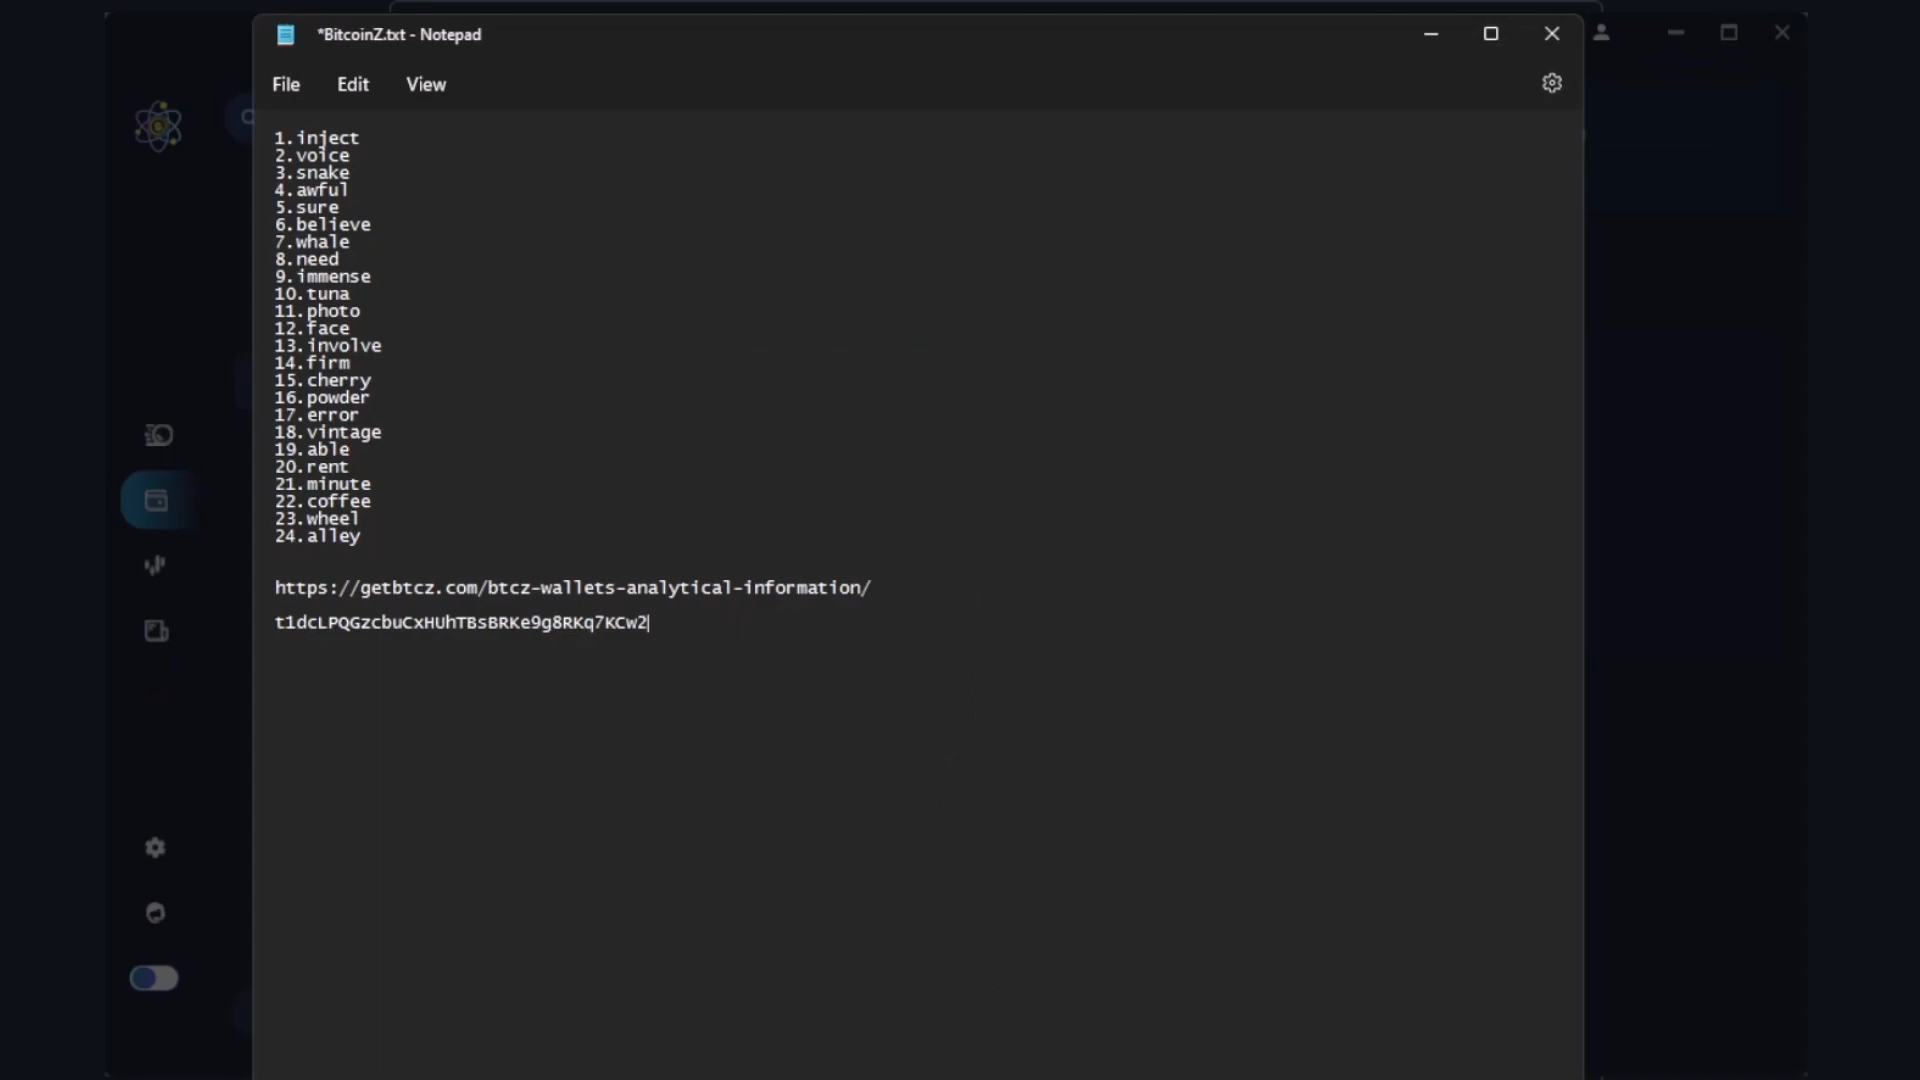 *BitcoinZ.txt - Notepad
File Edit View
1.inject
2.voice
3.snake
4.awful
5.sure
6.believe
7.whale
8.need
9.immense
10.tuna
11.photo
12.face
13.involve
14.firm
15.cherry
16.powder
17.error
18.vintage
19.able
20.rent
21.minute
22.coffee
23.wheel
24.alley
https://getbtcz.com/btcz-wallets-analytical-information/
t1dcLPQGzcbuCxHUhTBsBRKe9g8RKq7KCw2